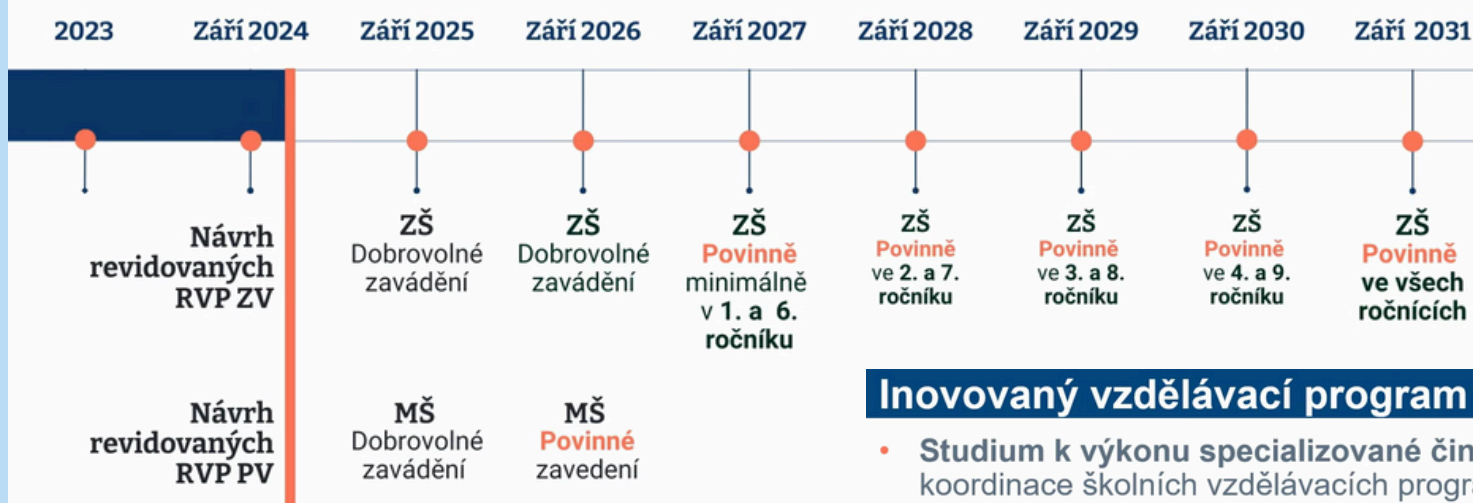 2023 Září 2024 Září 2025 Září 2026 Září 2027 Září 2028 Září 2029 Září 2030 Září 2031
Návrh
revidovaných
RVP ZV
ZŠ
Dobrovolné
zavádění
ZŠ
Dobrovolné
zavádění
ZŠ
Povinně
minimálně
v 1. a 6.
ročníku
ZŠ
Povinně
ve 2. a 7.
ročníku
ZŠ
Povinně
ve 3. a 8.
ročníku
ZŠ
Povinně
ve 4. a 9.
ročníku
ZŠ
Povinně
ve všech
ročnících
Návrh
revidovaných
RVP PV
MŠ
Dobrovolné
zavádění
MŠ
Povinné
zavedení
Inovovaný vzdělávací program
• Studium k výkonu specializované čin
koordinace školních vzdělávacích progra